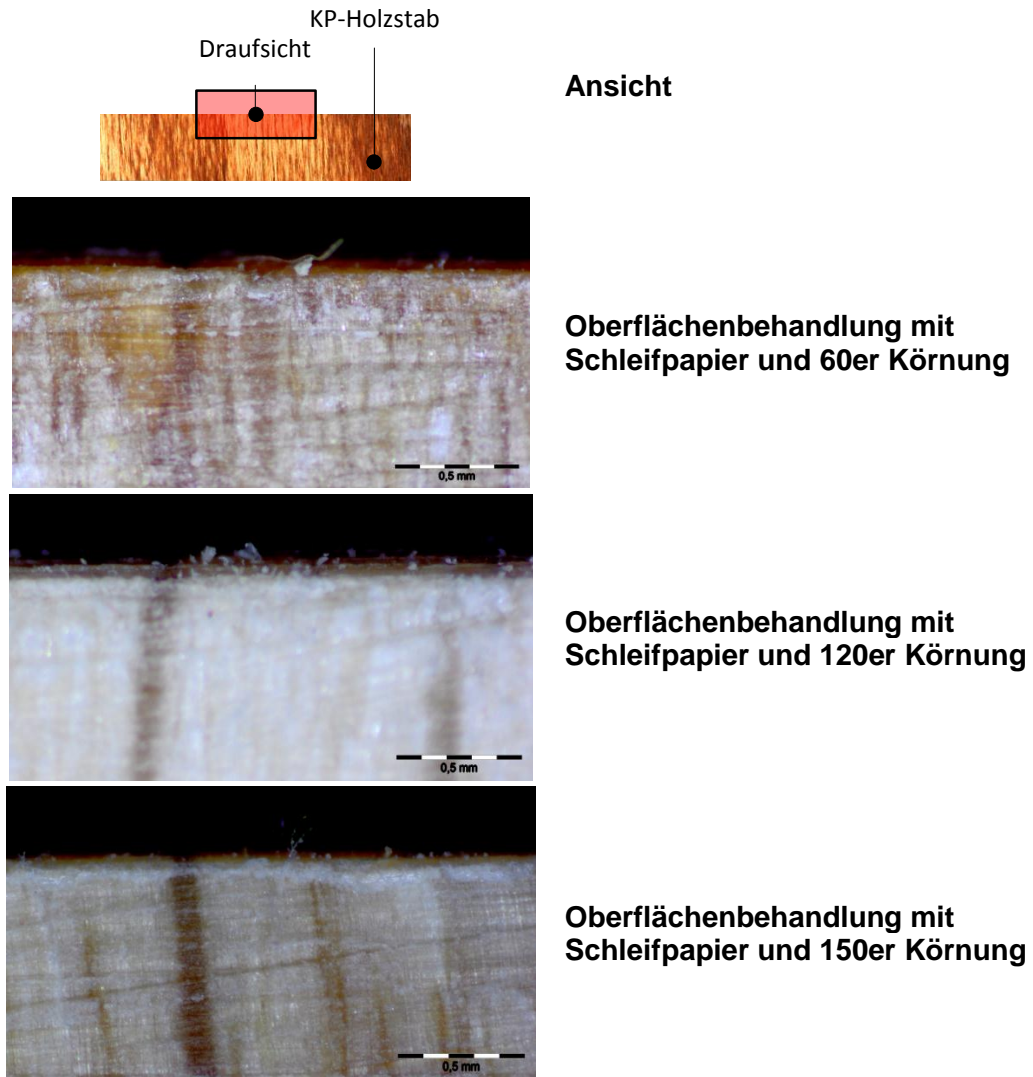 KP-Holzstab
Draufsicht
Ansicht
Oberflächenbehandlung mit
Schleifpapier und 60er Körnung
0,5 mm
Oberflächenbehandlung mit
Schleifpapier und 120er Körnung
0,5 mm
Oberflächenbehandlung mit
Schleifpapier und 150er Körnung
0,5 mm